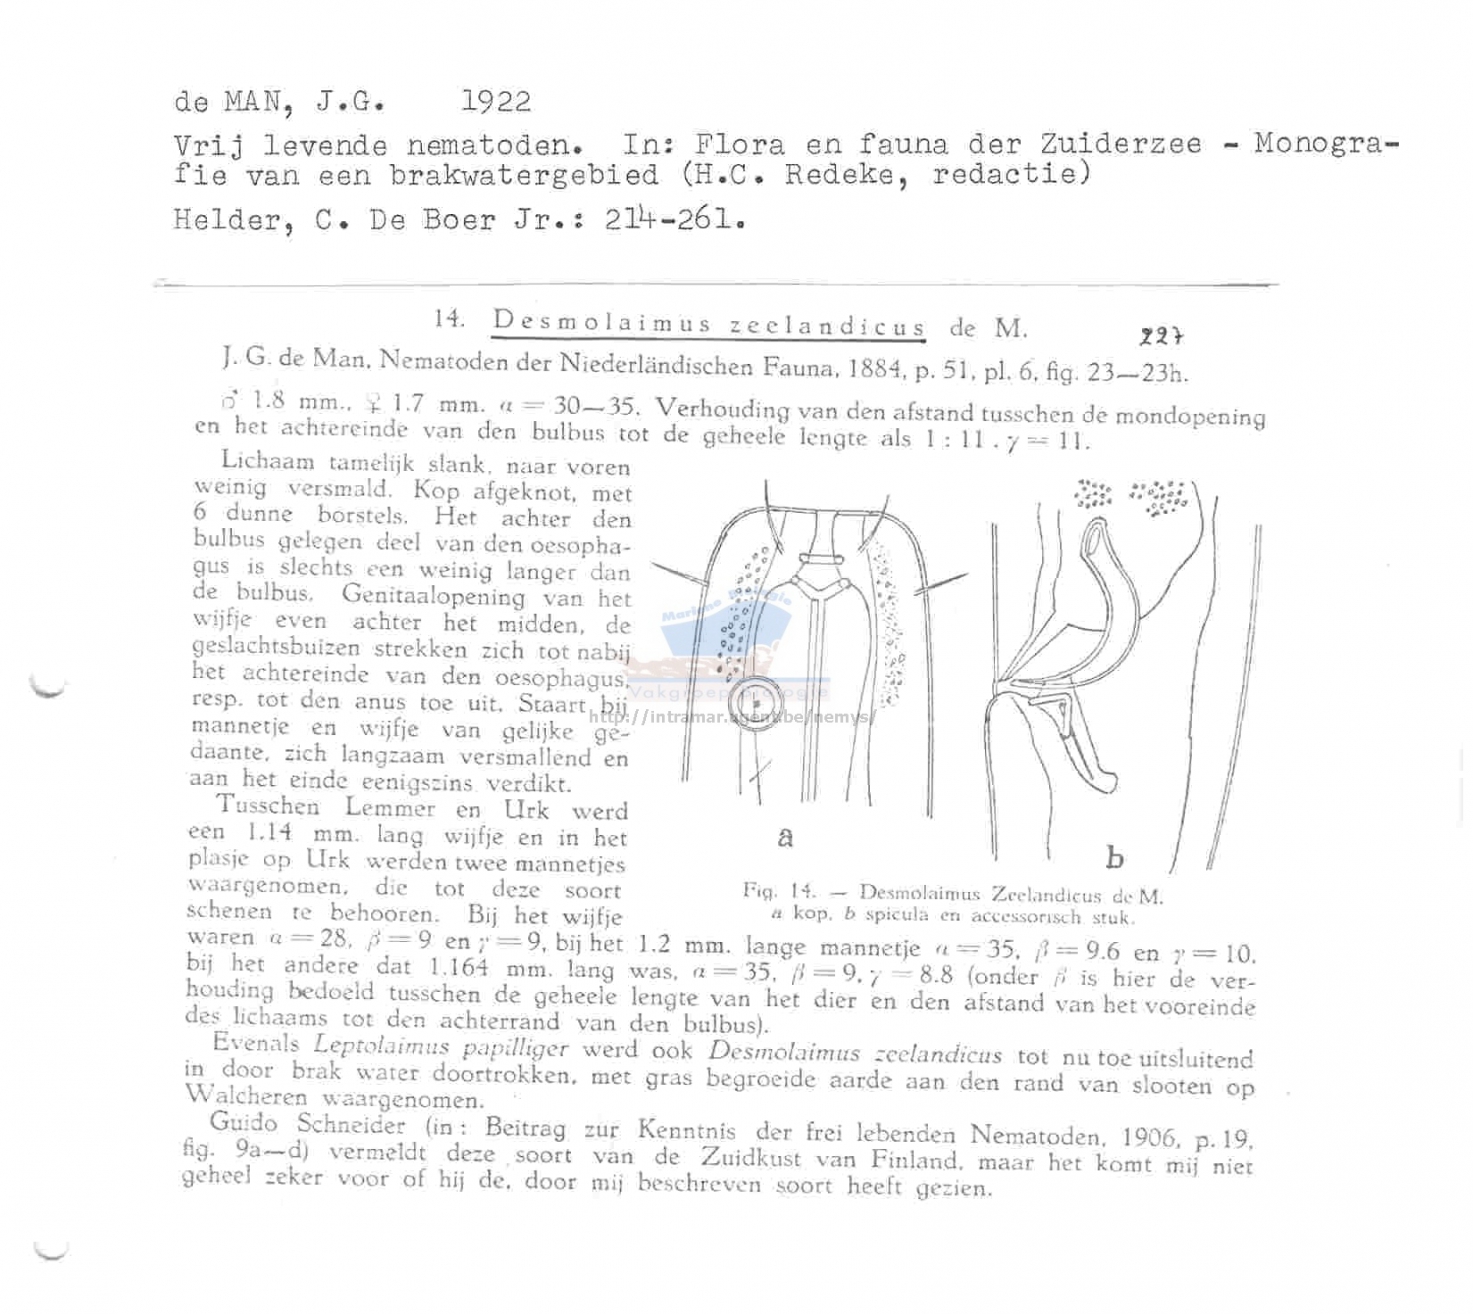 de MAN, J.G. 1922
Vrij levende nematoden. In: Flora en fauna der Zuiderzee - Monogra-
fie van een brakwatergebied (H.C. Redeke, redactie)
Helder, C. De Boer Jr.: 214-261.
14. Desmolaimus zeelandicus de M.
227
J. G. de Man, Nematoden der Niederländischen Fauna, 1884, p. 51, pl. 6, fig. 23—23h.
♂ 1.8 mm., ♀ 1.7 mm. α = 30—35. Verhouding van den afstand tusschen de mondopening
en het achtereinde van den bulbus tot de geheele lengte als 1 : 11 . γ = 11.
Lichaam tamelijk slank, naar voren
weinig versmald. Kop afgeknot, met
6 dunne borstels. Het achter den
bulbus gelegen deel van den oesopha-
gus is slechts een weinig langer dan
de bulbus. Genitaalopening van het
wijfje even achter het midden, de
geslachtsbuizen strekken zich tot nabij
het achtereinde van den oesophagus,
resp. tot den anus toe uit. Staart bij
mannetje en wijfje van gelijke ge-
daante, zich langzaam versmallend en
aan het einde eenigszins verdikt.
Tusschen Lemmer en Urk werd
een 1.14 mm. lang wijfje en in het
plasje op Urk werden twee mannetjes
waargenomen, die tot deze soort
schenen te behooren. Bij het wijfje
waren α = 28, β = 9 en γ = 9, bij het 1.2 mm. lange mannetje α = 35, β = 9.6 en γ = 10,
bij het andere dat 1.164 mm. lang was, α = 35, β = 9, γ = 8.8 (onder β is hier de ver-
houding bedoeld tusschen de geheele lengte van het dier en den afstand van het vooreinde
des lichaams tot den achterrand van den bulbus).
Evenals Leptolaimus papilliger werd ook Desmolaimus zeelandicus tot nu toe uitsluitend
in door brak water doortrokken, met gras begroeide aarde aan den rand van slooten op
Walcheren waargenomen.
Guido Schneider (in : Beitrag zur Kenntnis der frei lebenden Nematoden, 1906, p. 19,
fig. 9a—d) vermeldt deze soort van de Zuidkust van Finland, maar het komt mij niet
geheel zeker voor of hij de, door mij beschreven soort heeft gezien.
a
b
Fig. 14. — Desmolaimus Zeelandicus de M.
a kop, b spicula en accessorisch stuk.
Mariene Biologie
Vakgroep Biologie
http://intramar.ugent.be/nemys/